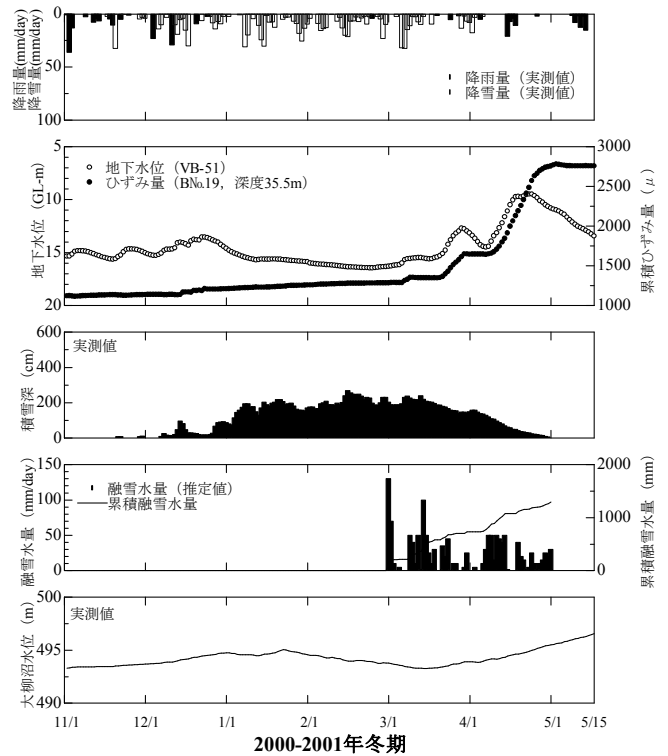 降雨量(mm/day)
降雪量(mm/day)
0
50
100
降雨量（実測値）
降雪量（実測値）
地下水位（GL-m）
5
10
15
20
地下水位（VB-51）
ひずみ量（B№19，深度35.5m）
3000
2500
2000
1500
1000
累積ひずみ量（μ）
積雪深（cm）
600
400
200
0
実測値
融雪水量（mm/day）
150
100
50
0
融雪水量（推定値）
累積融雪水量
2000
1000
0
累積融雪水量（mm）
大柳沼水位（m）
500
495
490
実測値
11/1 12/1 1/1 2/1 3/1 4/1 5/1 5/15
2000-2001年冬期